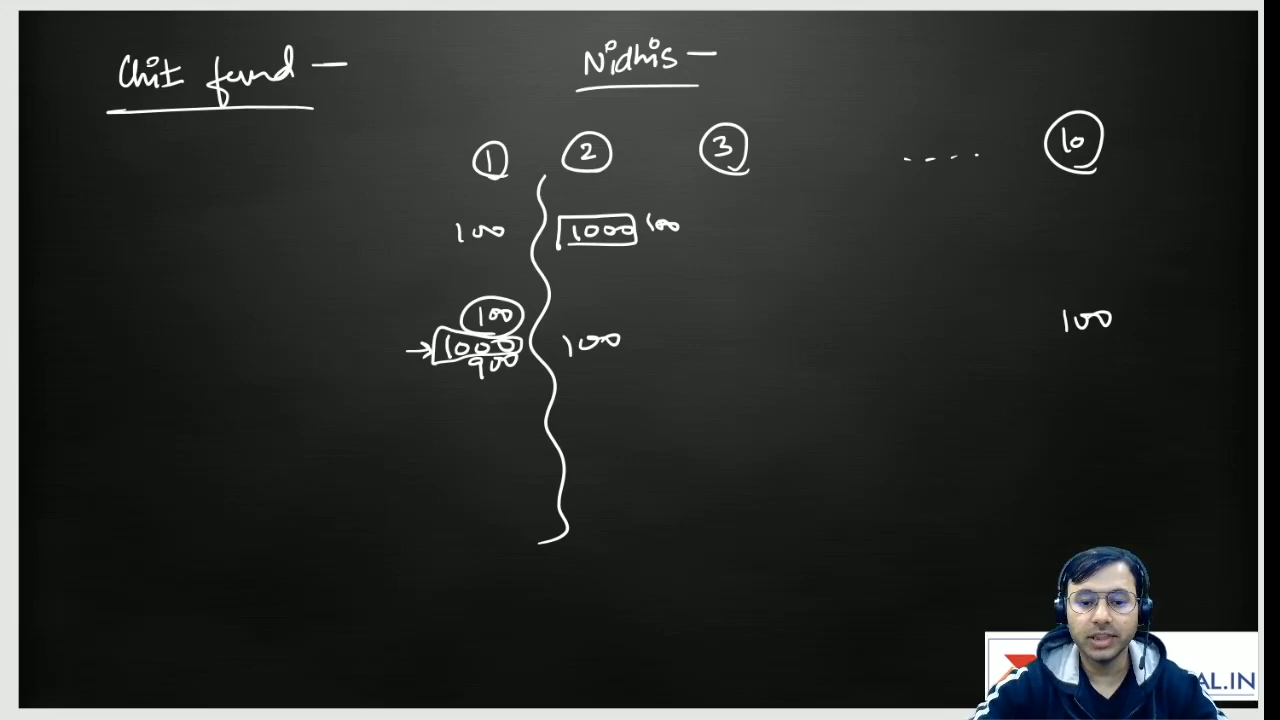 Chit fund — Nidhis —
1 2 3 .... 10
100 1000 100
100 100
1000 100
900
AL.IN